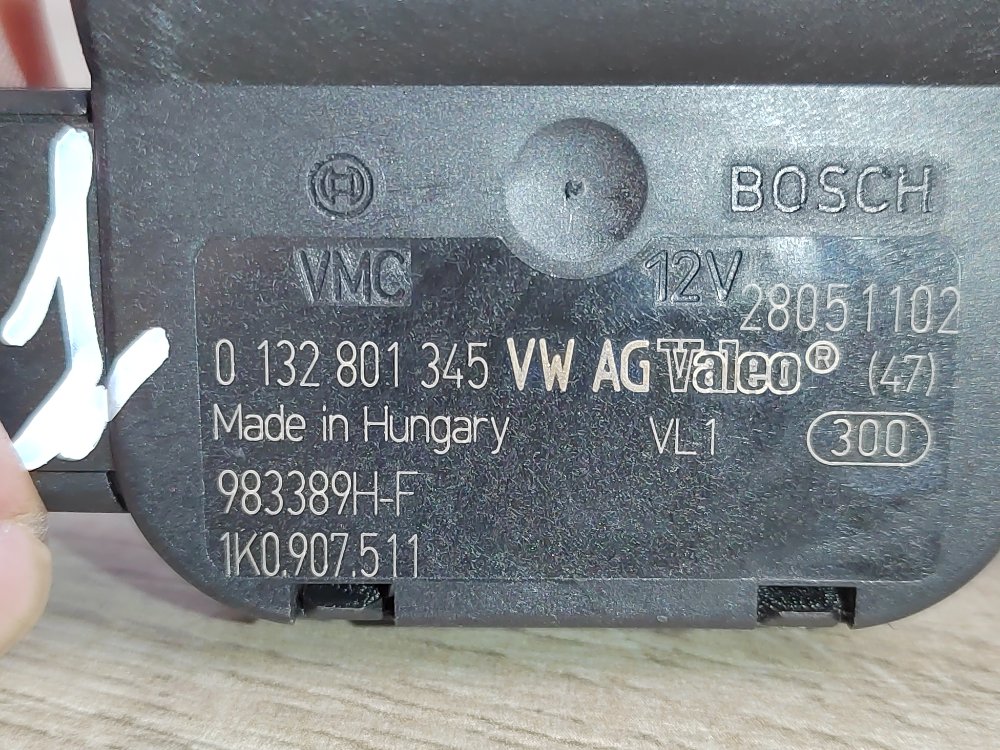 BOSCH
VMC 12V
28051102
0 132 801 345 VW AG Valeo® (47)
Made in Hungary VL1 300
983389H-F
1K0.907.511